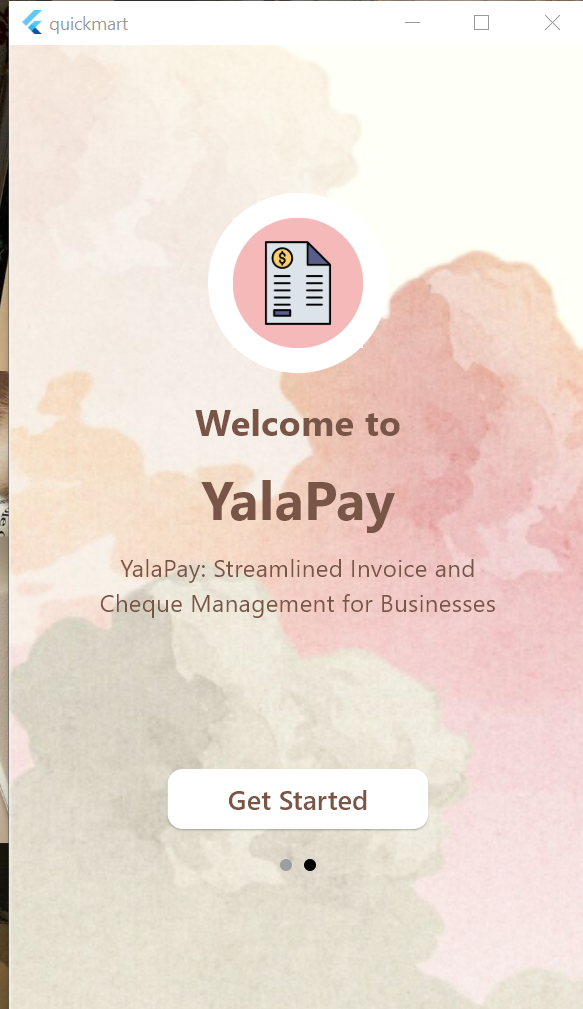 quickmart
$
Welcome to
YalaPay
YalaPay: Streamlined Invoice and
Cheque Management for Businesses
Get Started